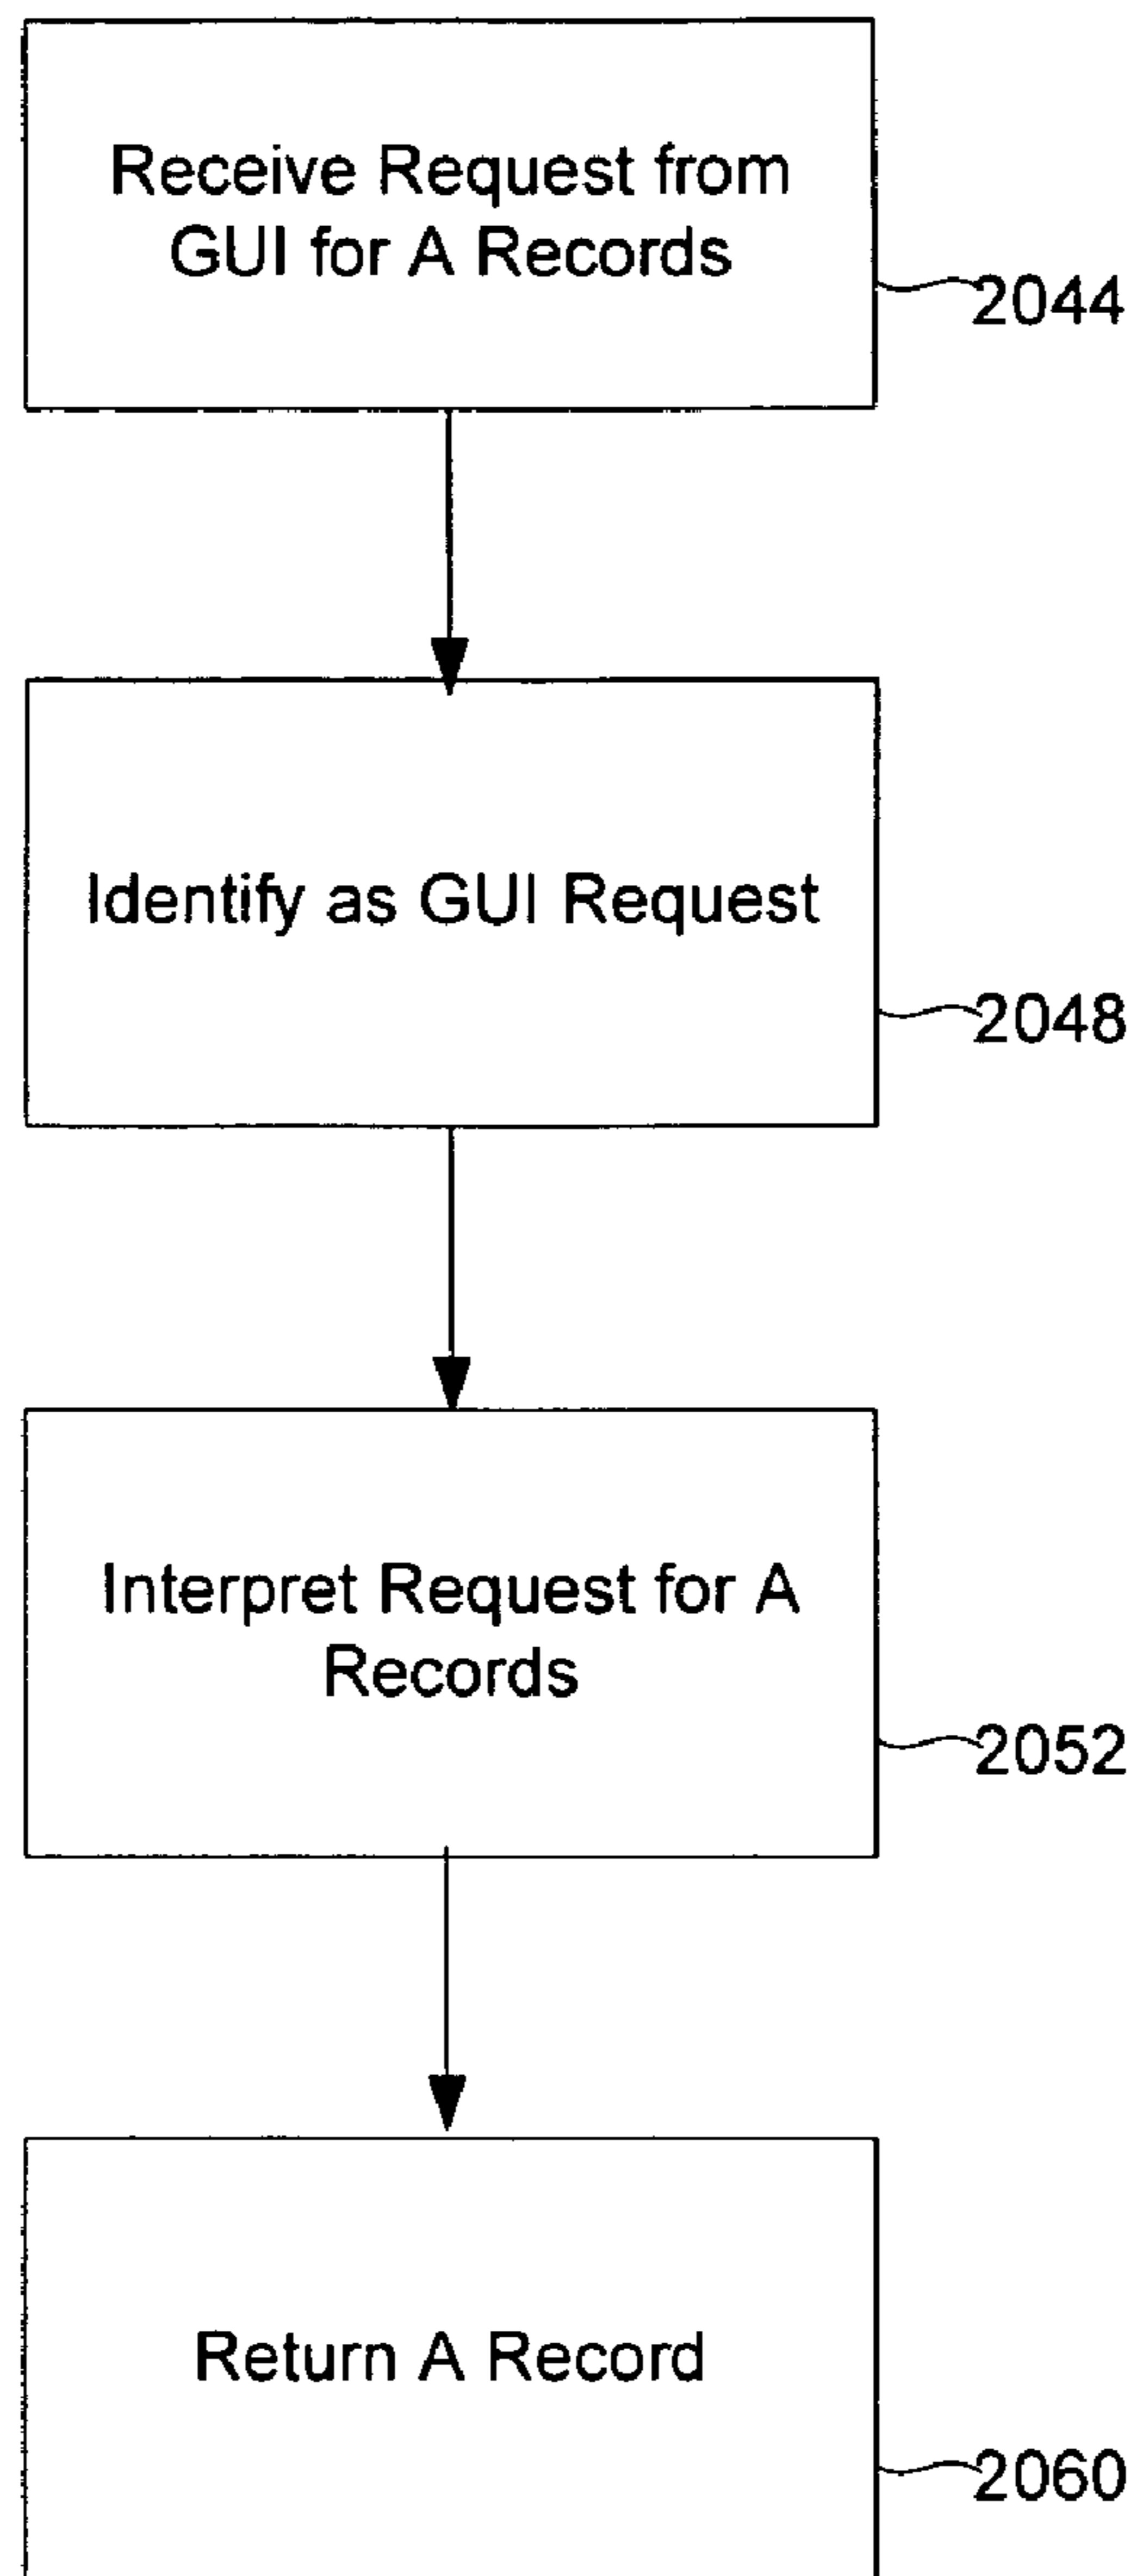 Receive Request from
GUI for A Records
2044
Identify as GUI Request
2048
Interpret Request for A
Records
2052
Return A Record
2060